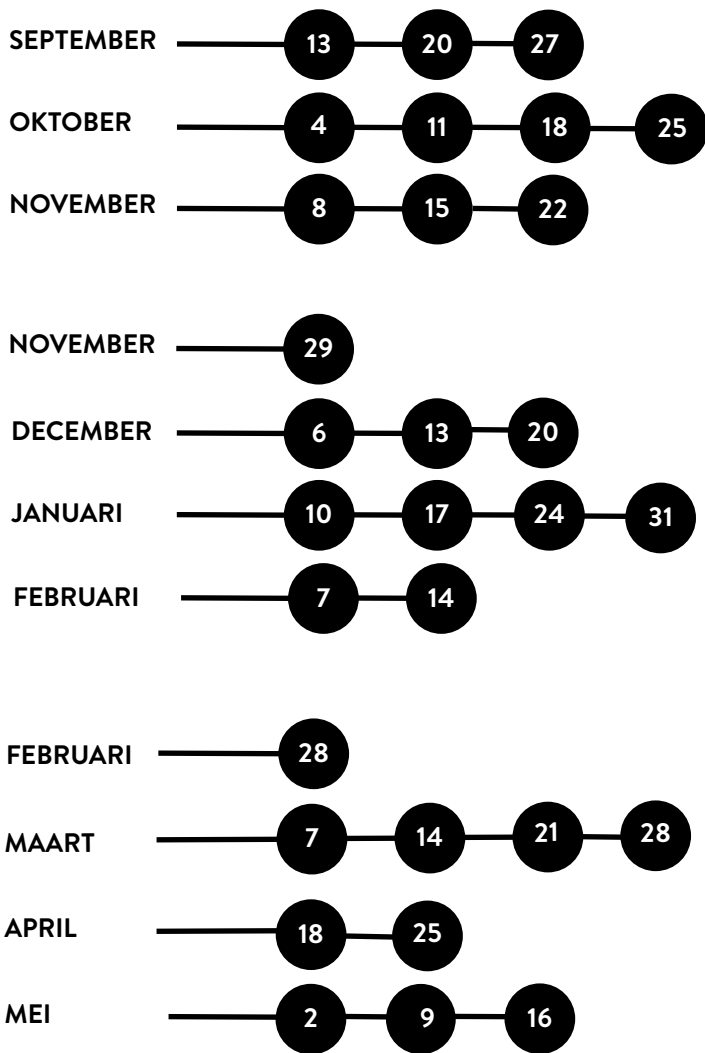 SEPTEMBER 13 20 27
OKTOBER 4 11 18 25
NOVEMBER 8 15 22
NOVEMBER 29
DECEMBER 6 13 20
JANUARI 10 17 24 31
FEBRUARI 7 14
FEBRUARI 28
MAART 7 14 21 28
APRIL 18 25
MEI 2 9 16